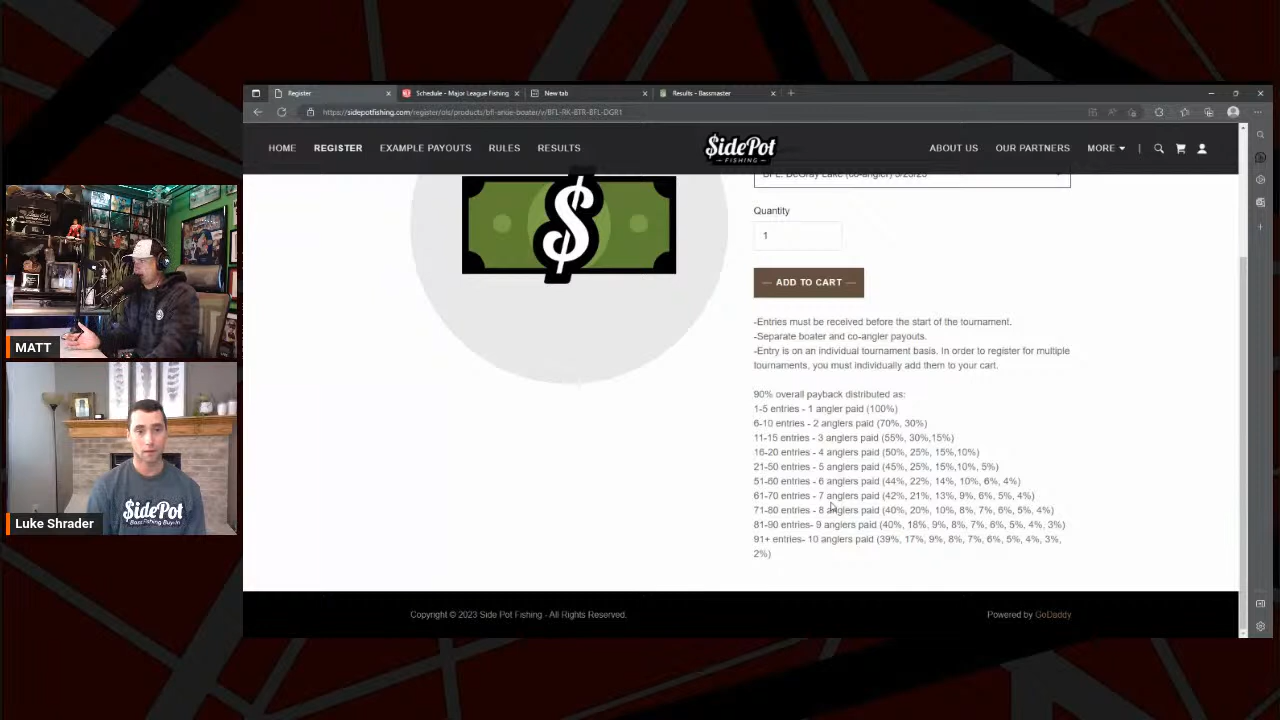 Register
Schedule - Major League Fishing
New tab
Results - Bassmaster
HOME
REGISTER
EXAMPLE PAYOUTS
RULES
RESULTS
$idePot
FISHING
ABOUT US
OUR PARTNERS
MORE
Quantity
1
ADD TO CART
-Entries must be received before the start of the tournament.
-Separate boater and co-angler payouts.
-Entry is on an individual tournament basis. In order to register for multiple
tournaments, you must individually add them to your cart.
90% overall payback distributed as:
1-5 entries - 1 angler paid (100%)
6-10 entries - 2 anglers paid (70%, 30%)
11-15 entries - 3 anglers paid (55%, 30%,15%)
16-20 entries - 4 anglers paid (50%, 25%, 15%,10%)
21-50 entries - 5 anglers paid (45%, 25%, 15%,10%, 5%)
51-60 entries - 6 anglers paid (44%, 22%, 14%, 10%, 6%, 4%)
61-70 entries - 7 anglers paid (42%, 21%, 13%, 9%, 6%, 5%, 4%)
71-80 entries - 8 anglers paid (40%, 20%, 10%, 8%, 7%, 6%, 5%, 4%)
81-90 entries- 9 anglers paid (40%, 18%, 9%, 8%, 7%, 6%, 5%, 4%, 3%)
91+ entries- 10 anglers paid (39%, 17%, 9%, 8%, 7%, 6%, 5%, 4%, 3%,
2%)
Copyright © 2023 Side Pot Fishing - All Rights Reserved.
Powered by GoDaddy
MATT
$idePot
Bass Fishing Buy-In
Luke Shrader